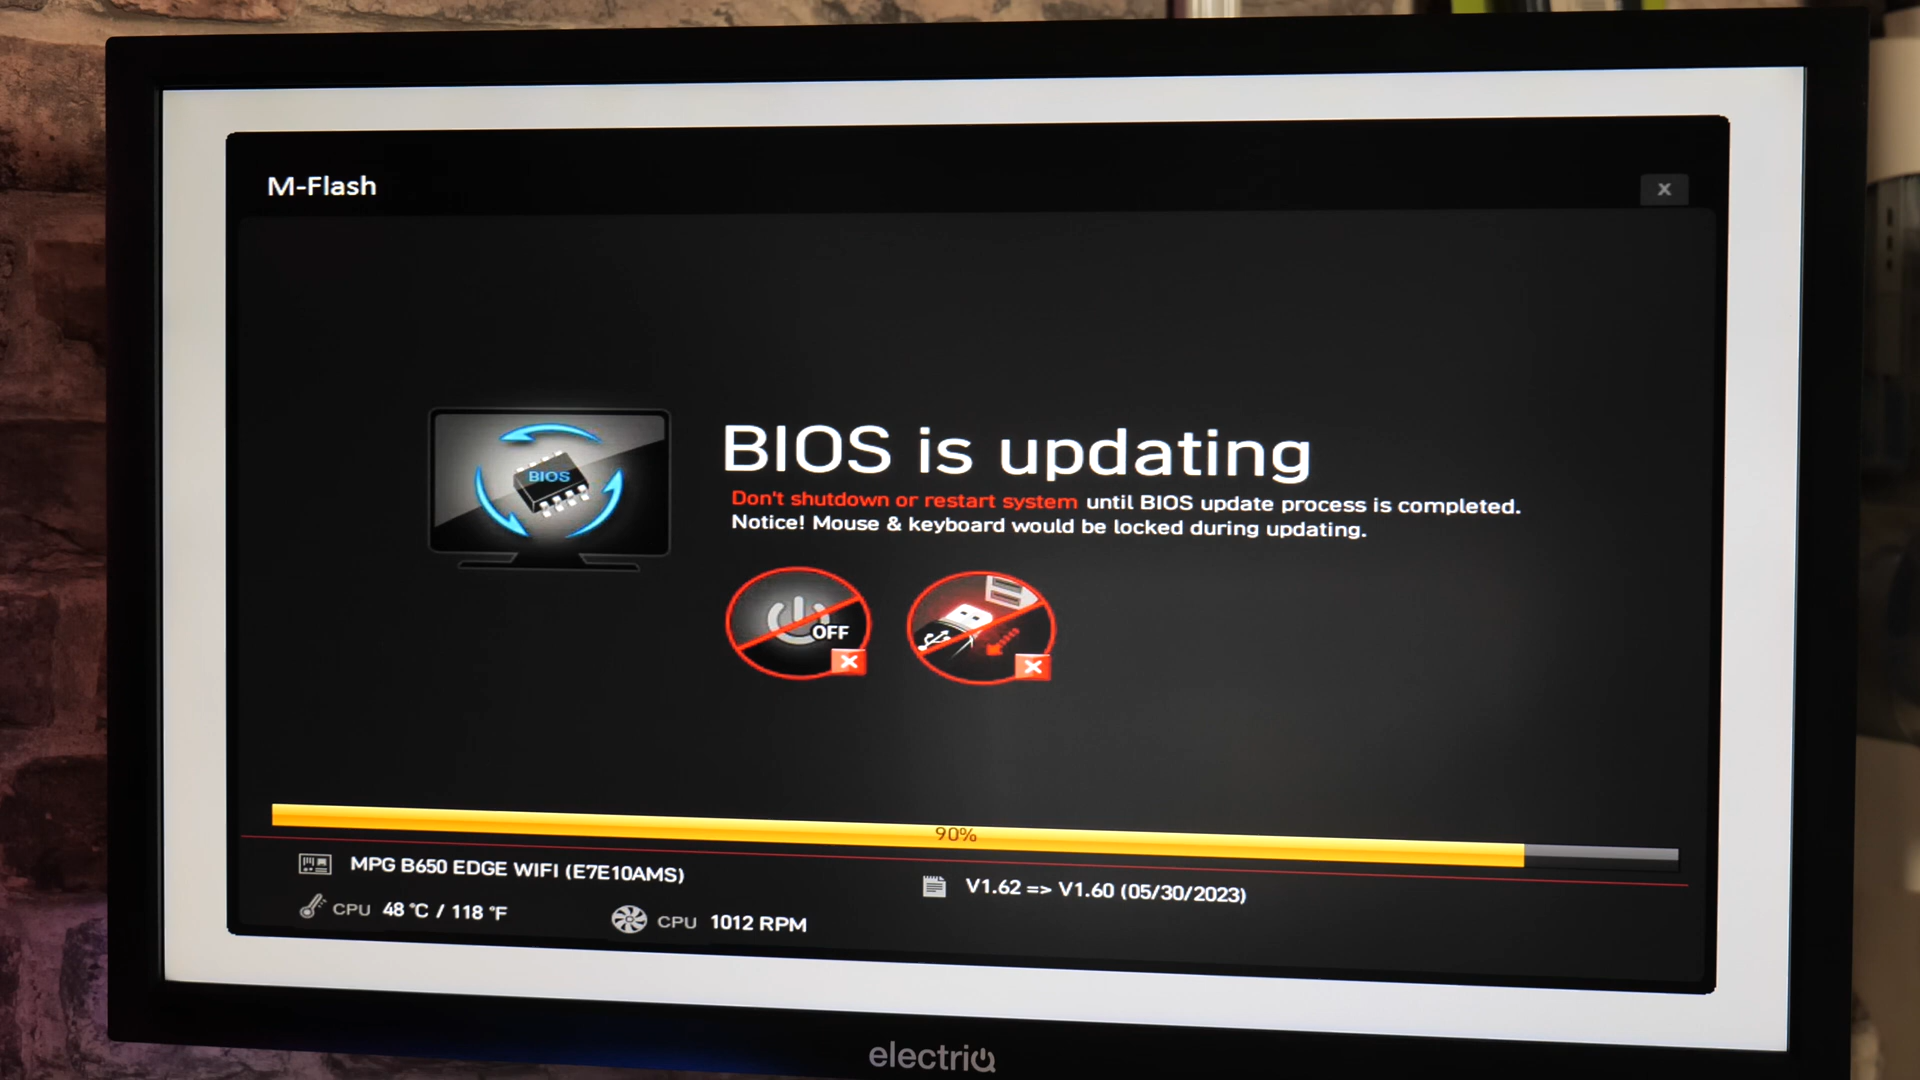 M-Flash
x
BIOS
BIOS is updating
Don't shutdown or restart system until BIOS update process is completed.
Notice! Mouse & keyboard would be locked during updating.
OFF
90%
MPG B650 EDGE WIFI (E7E10AMS)
V1.62 => V1.60 (05/30/2023)
CPU 48 °C / 118 °F
CPU 1012 RPM
electriQ